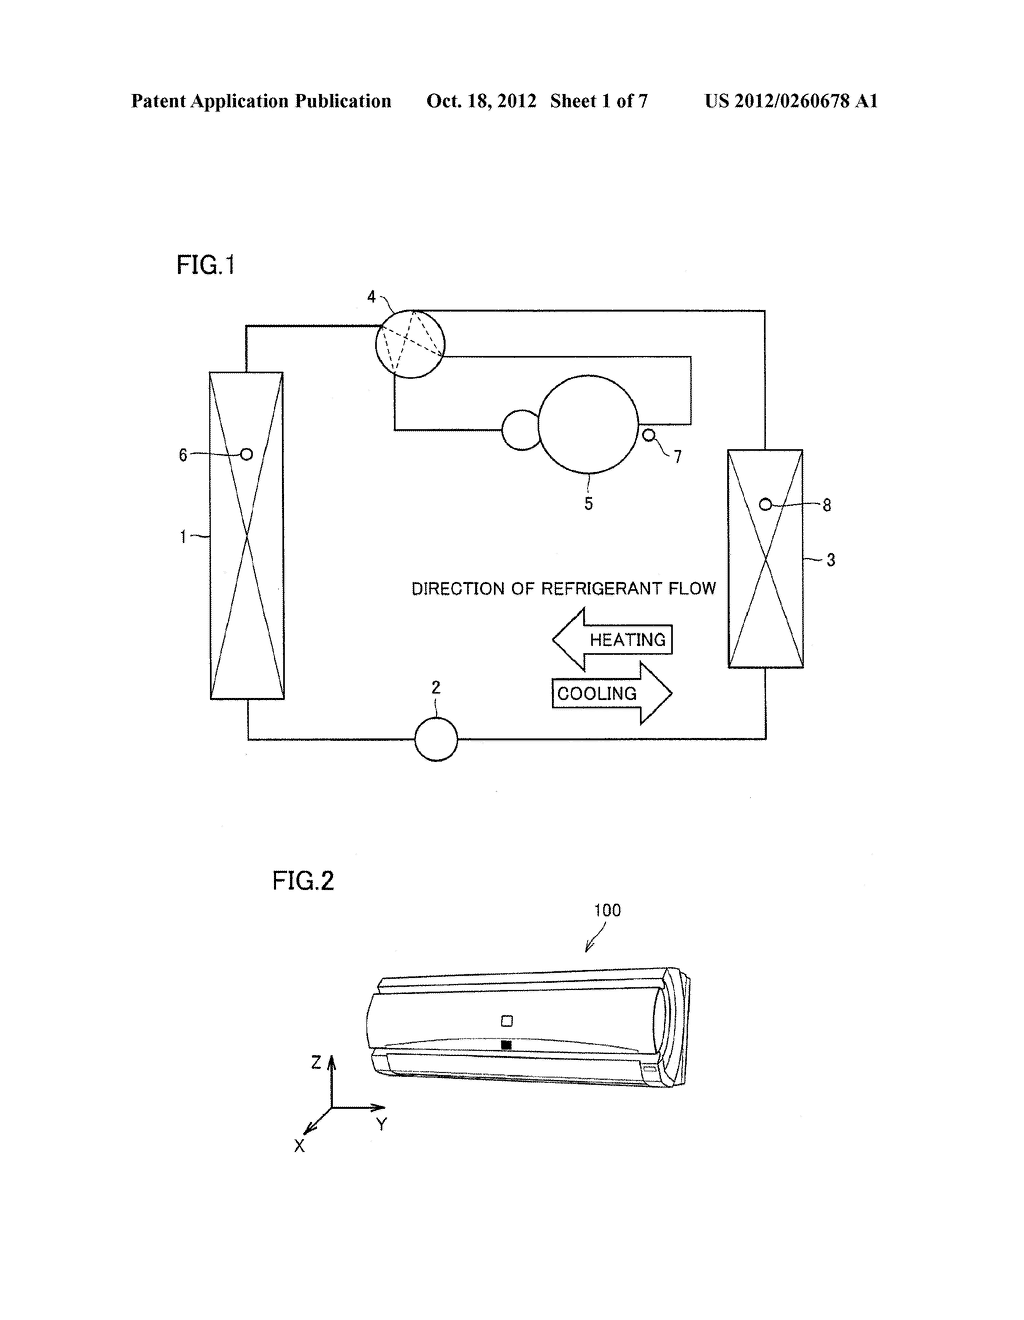 Patent Application Publication Oct. 18, 2012 Sheet 1 of 7 US 2012/0260678 A1
FIG.1
4
6
7
5
8
1
3
DIRECTION OF REFRIGERANT FLOW
HEATING
COOLING
2
FIG.2
100
Z
Y
X